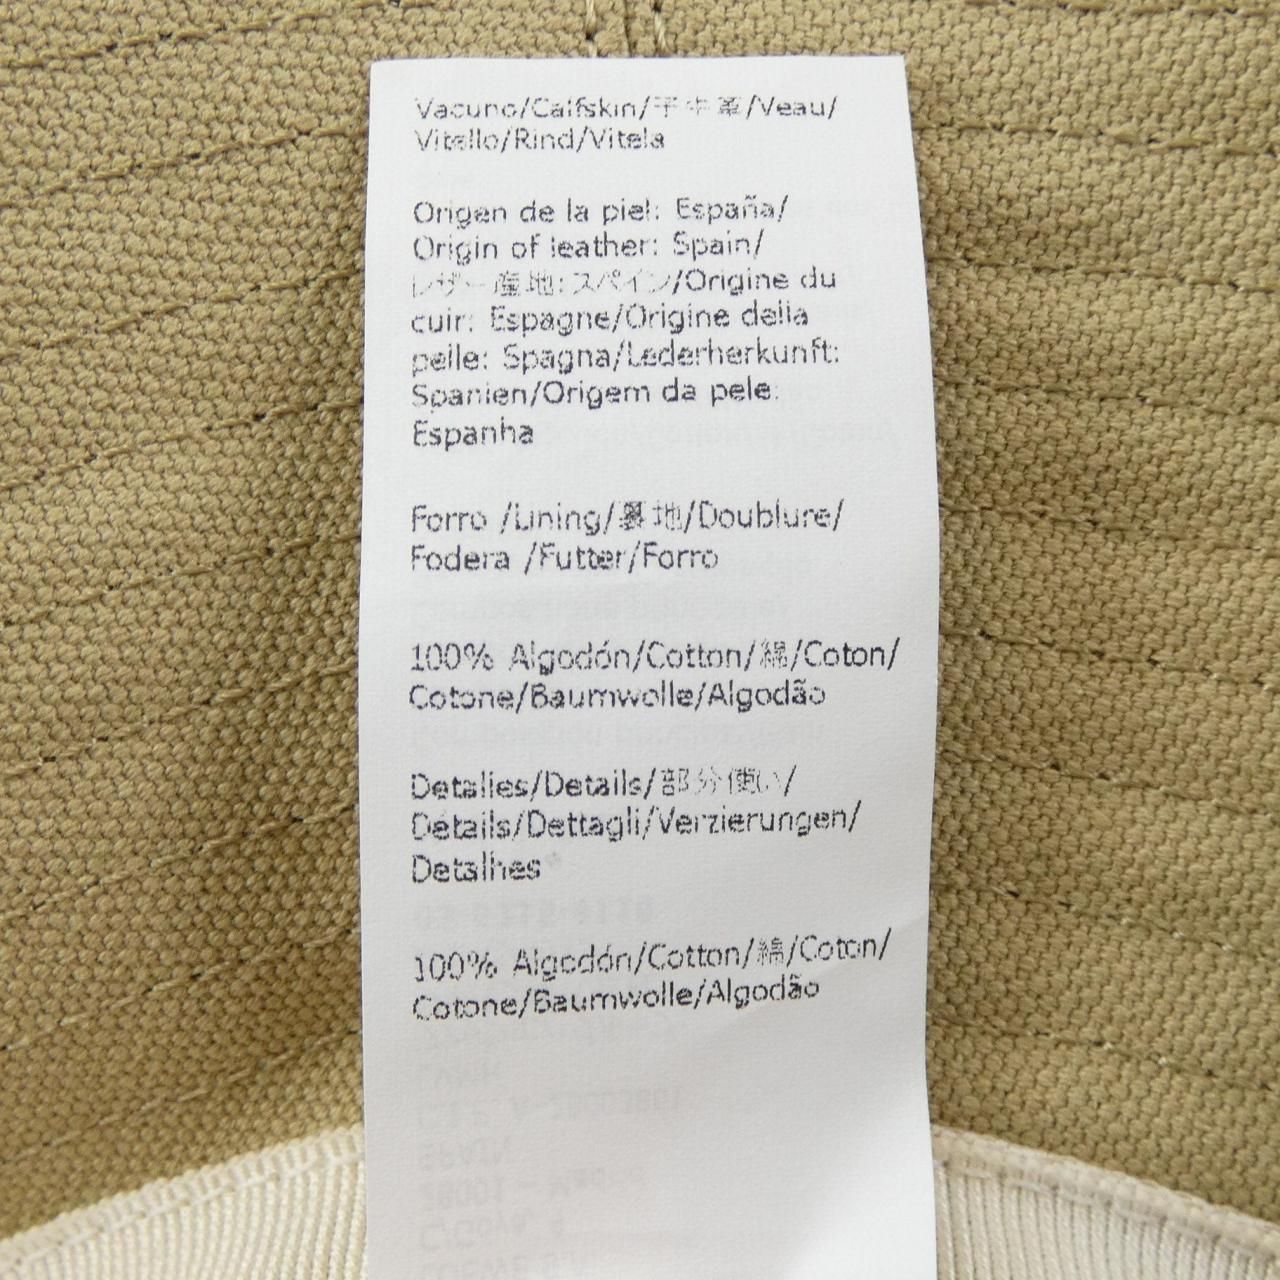 Vacuno/Calfskin/子牛革/Veau/
Vitello/Rind/Vitela
Origen de la piel: España/
Origin of leather: Spain/
レザー産地:スペイン/Origine du
cuir: Espagne/Origine della
pelle: Spagna/Lederherkunft:
Spanien/Origem da pele:
Espanha
Forro /Lining/裏地/Doublure/
Fodera /Futter/Forro
100% Algodón/Cotton/綿/Coton/
Cotone/Baumwolle/Algodão
Detalles/Details/部分使い/
Détails/Dettagli/Verzierungen/
Detalhes
100% Algodón/Cotton/綿/Coton/
Cotone/Baumwolle/Algodão